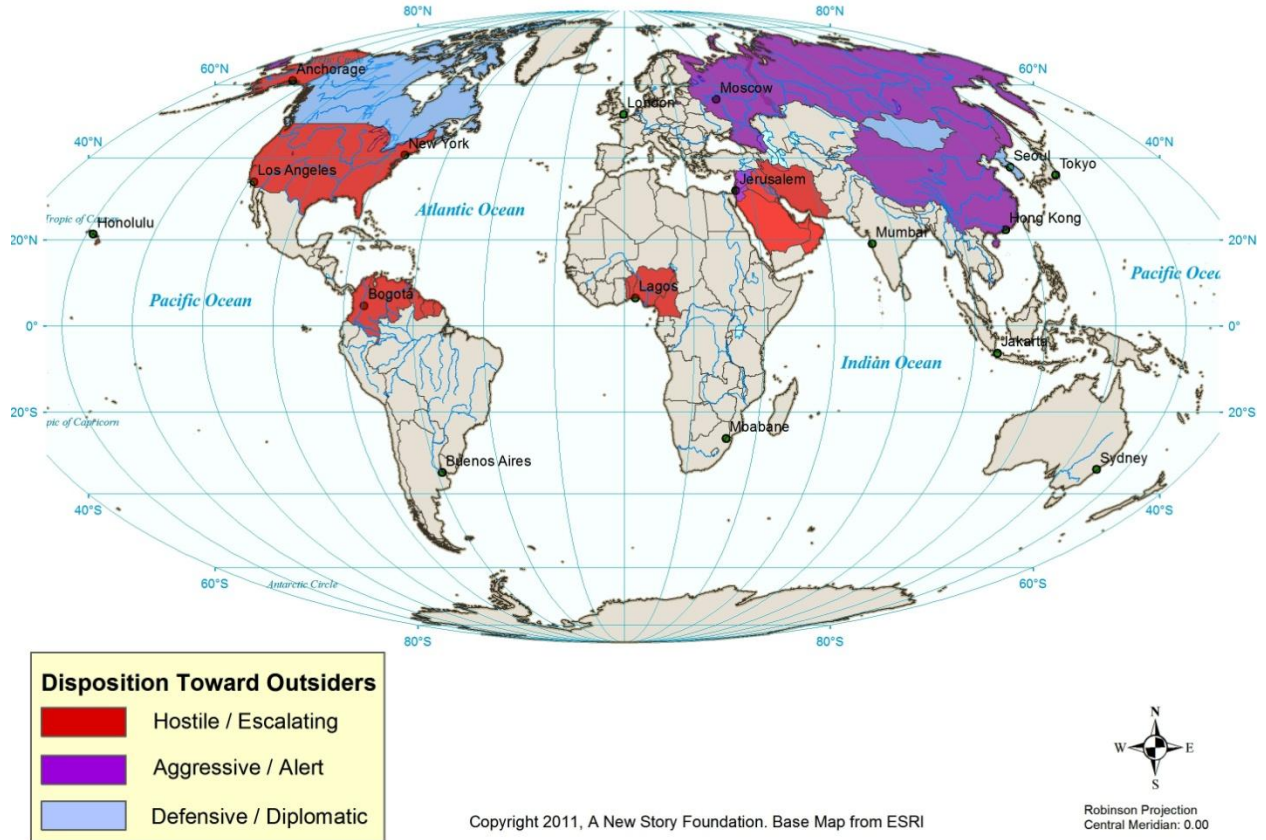 80°N 80°N
60°N 60°N
Anchorage
Moscow
London
40°N 40°N
New York
Seoul
Tokyo
Los Angeles
Jerusalem
Atlantic Ocean
Honolulu
Hong Kong
20°N 20°N
Mumbai
Pacific Ocean
Bogotá
Lagos
0° 0°
Indian Ocean
Jakarta
20°S 20°S
pic of Capricorn
Mbabane
Buenos Aires
Sydney
40°S 40°S
60°S 60°S
Antarctic Circle
80°S 80°S
Disposition Toward Outsiders
Hostile / Escalating
Aggressive / Alert
Defensive / Diplomatic
N
W E
S
Copyright 2011, A New Story Foundation. Base Map from ESRI
Robinson Projection
Central Meridian: 0.00